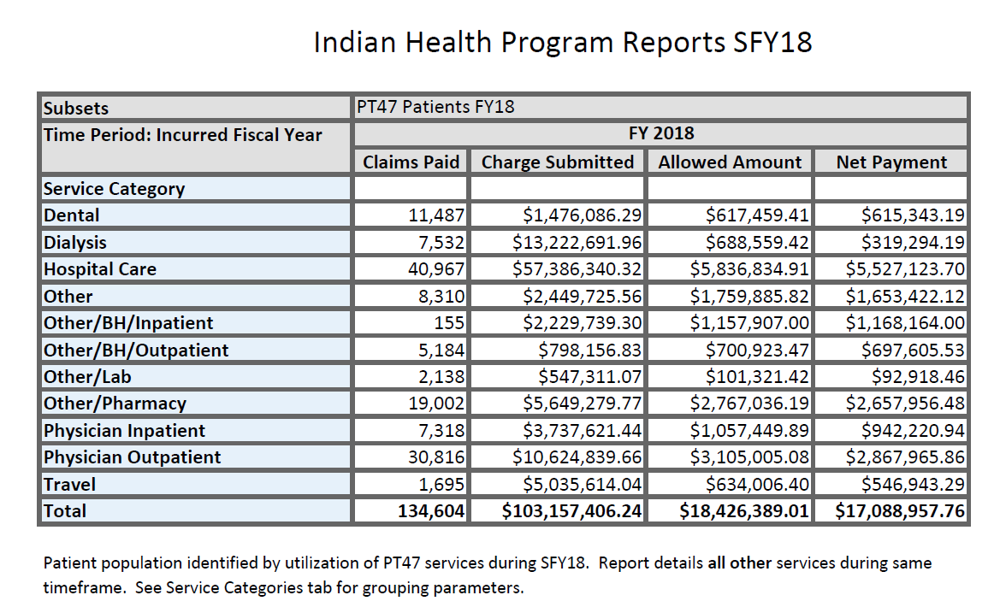 Indian Health Program Reports SFY18
Subsets PT47 Patients FY18
Time Period: Incurred Fiscal Year FY 2018
Claims Paid Charge Submitted Allowed Amount Net Payment
Service Category
Dental 11,487 $1,476,086.29 $617,459.41 $615,343.19
Dialysis 7,532 $13,222,691.96 $688,559.42 $319,294.19
Hospital Care 40,967 $57,386,340.32 $5,836,834.91 $5,527,123.70
Other 8,310 $2,449,725.56 $1,759,885.82 $1,653,422.12
Other/BH/Inpatient 155 $2,229,739.30 $1,157,907.00 $1,168,164.00
Other/BH/Outpatient 5,184 $798,156.83 $700,923.47 $697,605.53
Other/Lab 2,138 $547,311.07 $101,321.42 $92,918.46
Other/Pharmacy 19,002 $5,649,279.77 $2,767,036.19 $2,657,956.48
Physician Inpatient 7,318 $3,737,621.44 $1,057,449.89 $942,220.94
Physician Outpatient 30,816 $10,624,839.66 $3,105,005.08 $2,867,965.86
Travel 1,695 $5,035,614.04 $634,006.40 $546,943.29
Total 134,604 $103,157,406.24 $18,426,389.01 $17,088,957.76
Patient population identified by utilization of PT47 services during SFY18.  Report details all other services during same
timeframe.  See Service Categories tab for grouping parameters.